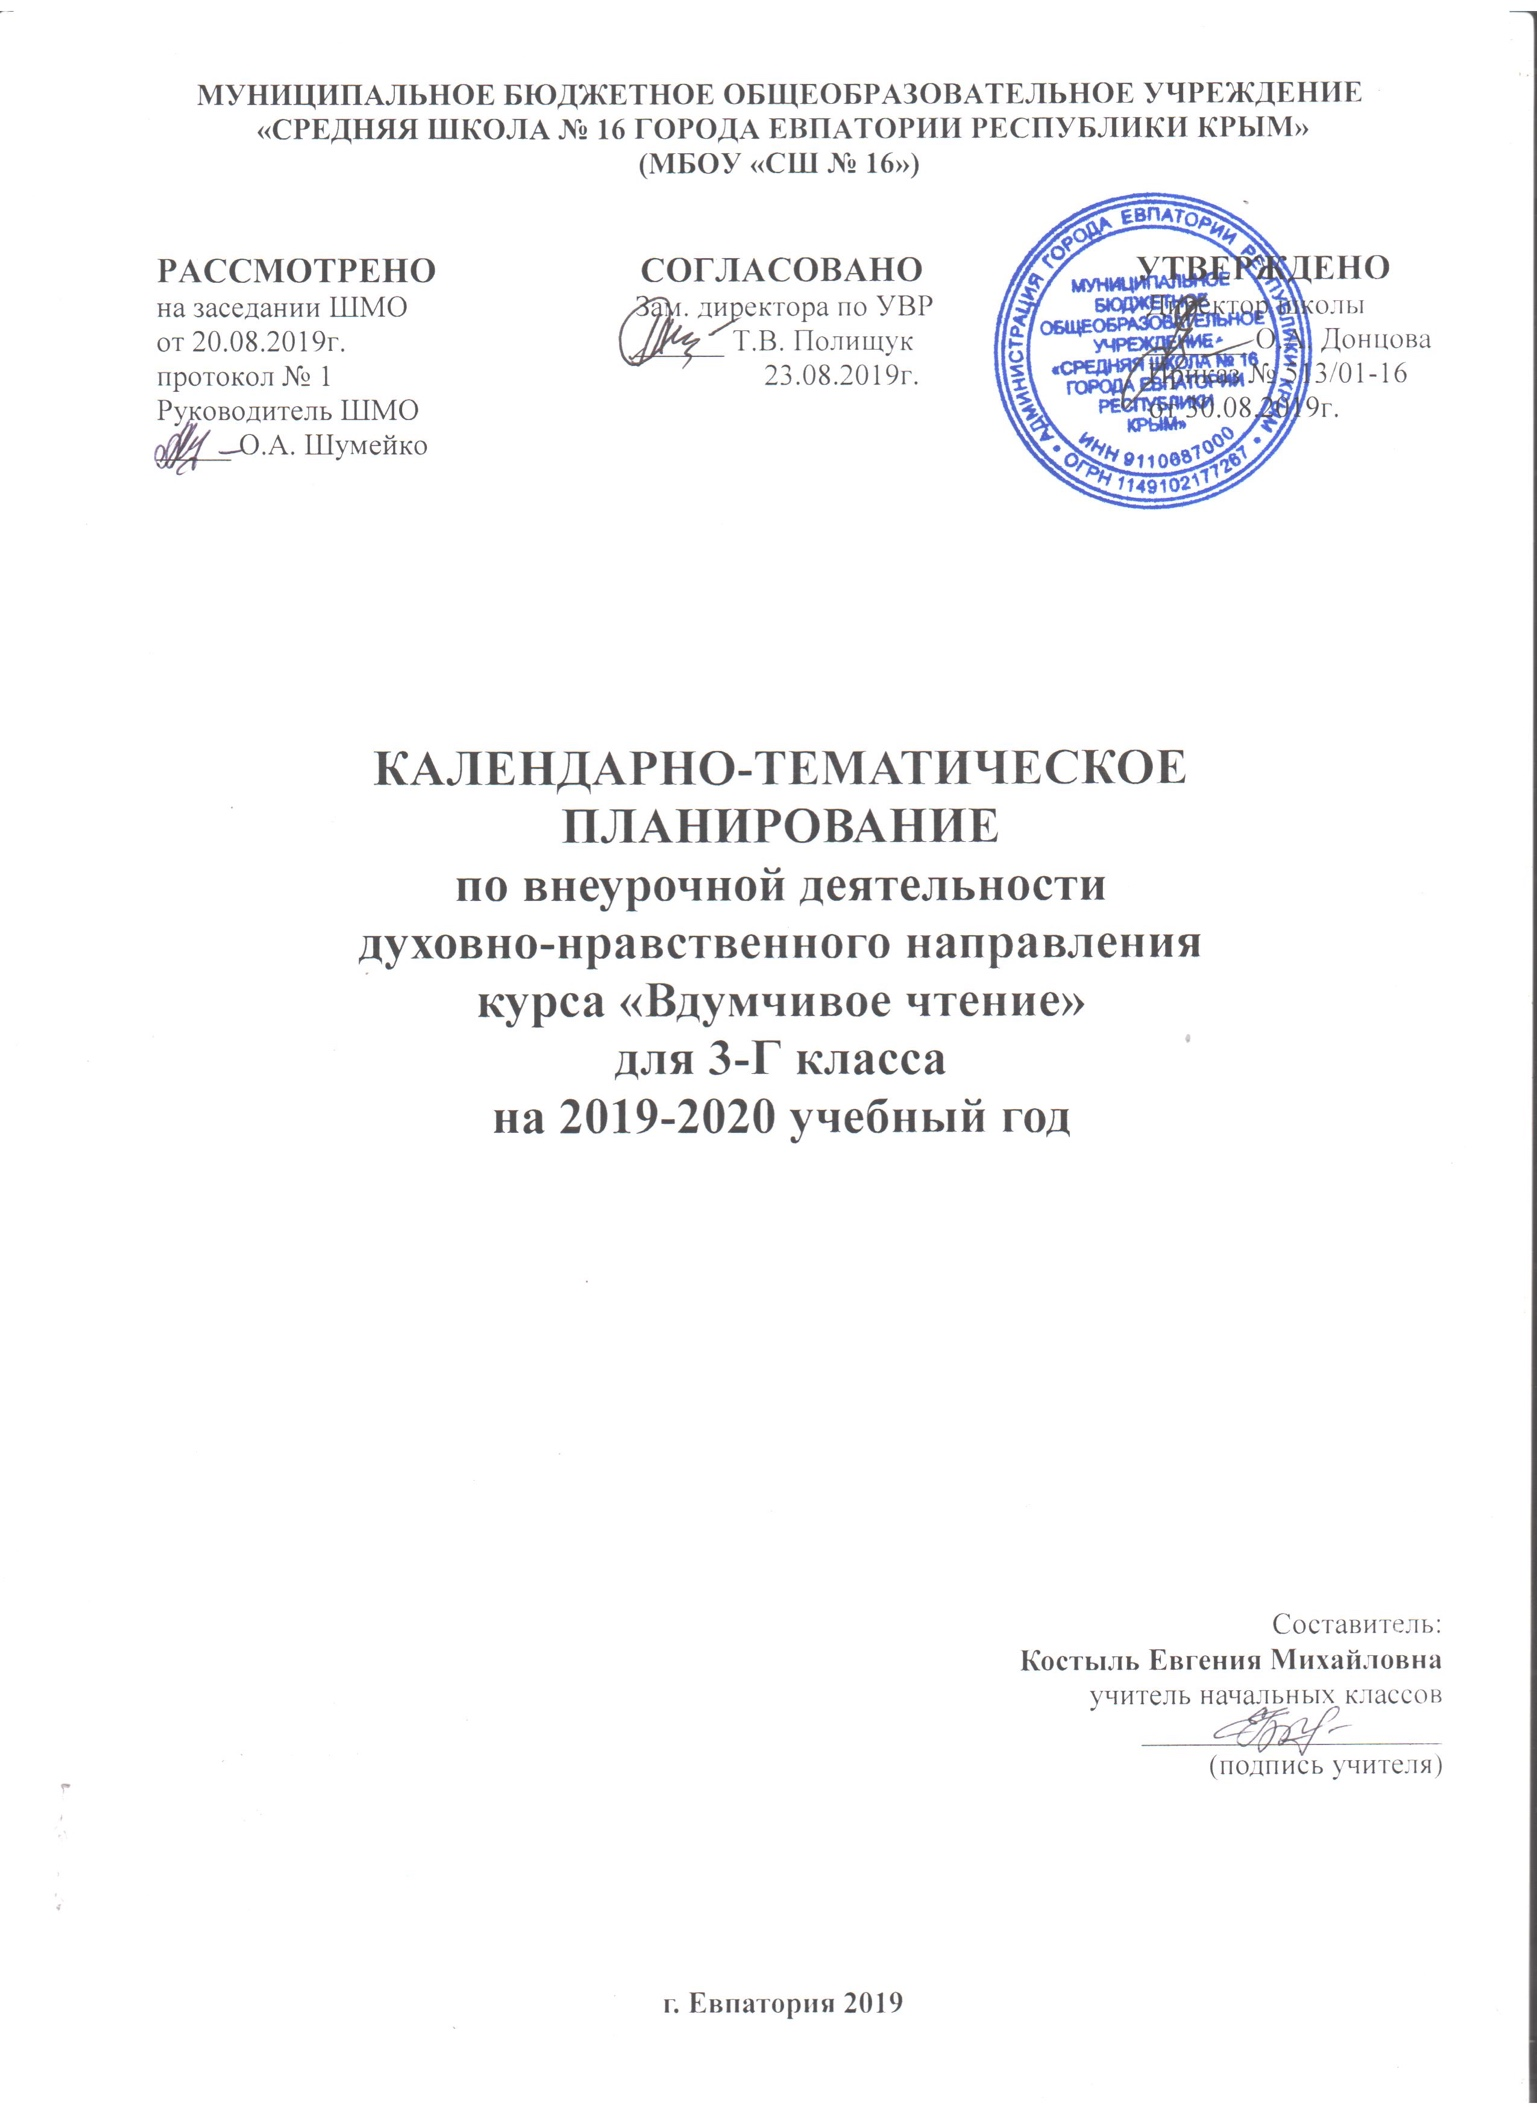 МУНИЦИПАЛЬНОЕ БЮДЖЕТНОЕ ОБЩЕОБРАЗОВАТЕЛЬНОЕ УЧРЕЖДЕНИЕ
«СРЕДНЯЯ ШКОЛА № 16 ГОРОДА ЕВПАТОРИИ РЕСПУБЛИКИ КРЫМ»
(МБОУ «СШ № 16»)
РАССМОТРЕНО
на заседании ШМО
от 20.08.2019г.
протокол № 1
Руководитель ШМО
О.А. Шумейко
СОГЛАСОВАНО
Зам. директора по УВР
Т.В. Полищук
23.08.2019г.
УТВЕРЖДЕНО
Директор школы
О.А. Донцова
Приказ № 513/01-16
от 30.08.2019г.
АДМИНИСТРАЦИЯ ГОРОДА ЕВПАТОРИИ РЕСПУБЛИКИ КРЫМ
ОГРН 1149102177267
ИНН 9110087000
МУНИЦИПАЛЬНОЕ
БЮДЖЕТНОЕ
ОБЩЕОБРАЗОВАТЕЛЬНОЕ
УЧРЕЖДЕНИЕ
«СРЕДНЯЯ ШКОЛА № 16
ГОРОДА ЕВПАТОРИИ
РЕСПУБЛИКИ
КРЫМ»
КАЛЕНДАРНО-ТЕМАТИЧЕСКОЕ
ПЛАНИРОВАНИЕ
по внеурочной деятельности
духовно-нравственного направления
курса «Вдумчивое чтение»
для 3-Г класса
на 2019-2020 учебный год
Составитель:
Костыль Евгения Михайловна
учитель начальных классов
(подпись учителя)
г. Евпатория 2019